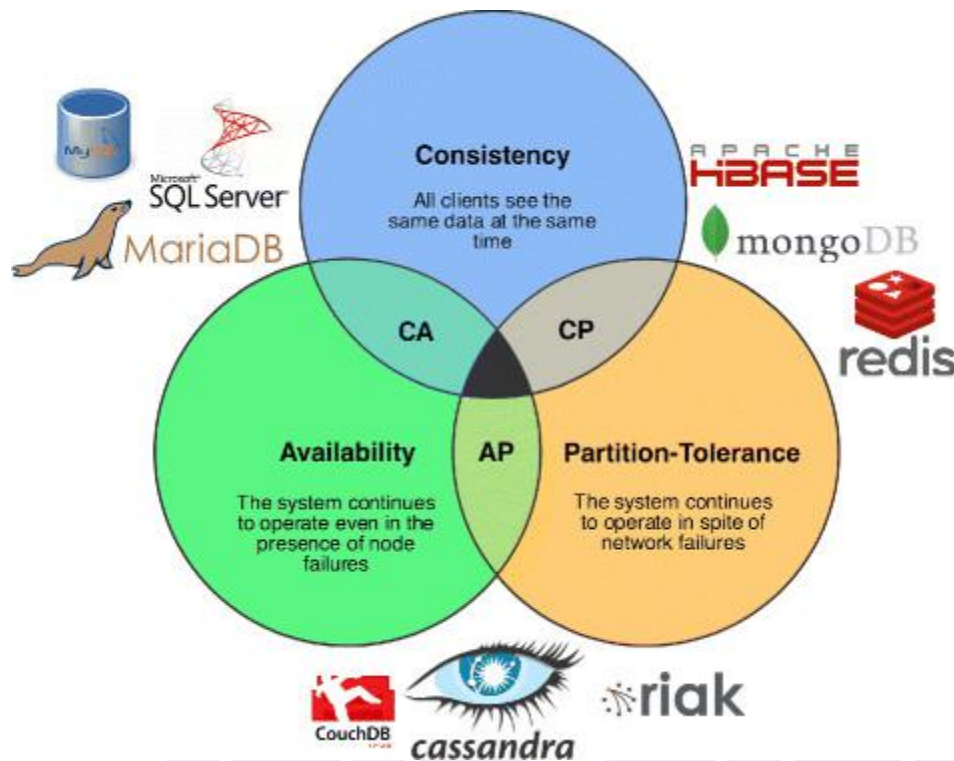 MySQL
Microsoft
SQL Server
MariaDB
Consistency
All clients see the
same data at the same
time
APACHE
HBASE
mongoDB
redis
CA
CP
AP
Availability
The system continues
to operate even in the
presence of node
failures
Partition-Tolerance
The system continues
to operate in spite of
network failures
CouchDB
cassandra
riak